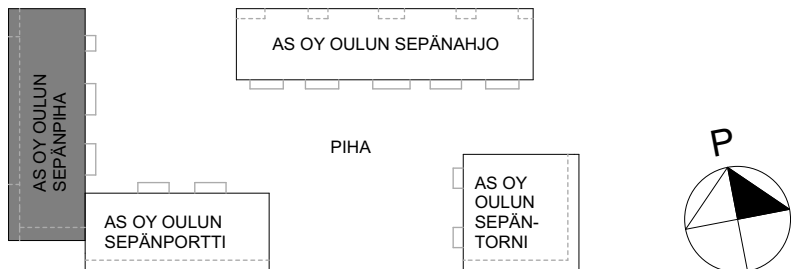 AS OY OULUN
SEPÄNPIHA
AS OY OULUN SEPÄNAHJO
PIHA
AS OY OULUN
SEPÄNPORTTI
AS OY
OULUN
SEPÄN-
TORNI
P